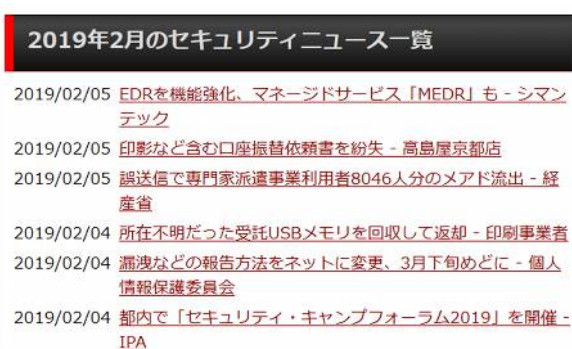 2019年2月のセキュリティニュース一覧
2019/02/05 EDRを機能強化、マネージドサービス「MEDR」も - シマン
テック
2019/02/05 印影など含む口座振替依頼書を紛失 - 高島屋京都店
2019/02/05 誤送信で専門家派遣事業利用者8046人分のメアド流出 - 経
産省
2019/02/04 所在不明だった受託USBメモリを回収して返却 - 印刷事業者
2019/02/04 漏洩などの報告方法をネットに変更、3月下旬めどに - 個人
情報保護委員会
2019/02/04 都内で「セキュリティ・キャンプフォーラム2019」を開催 -
IPA